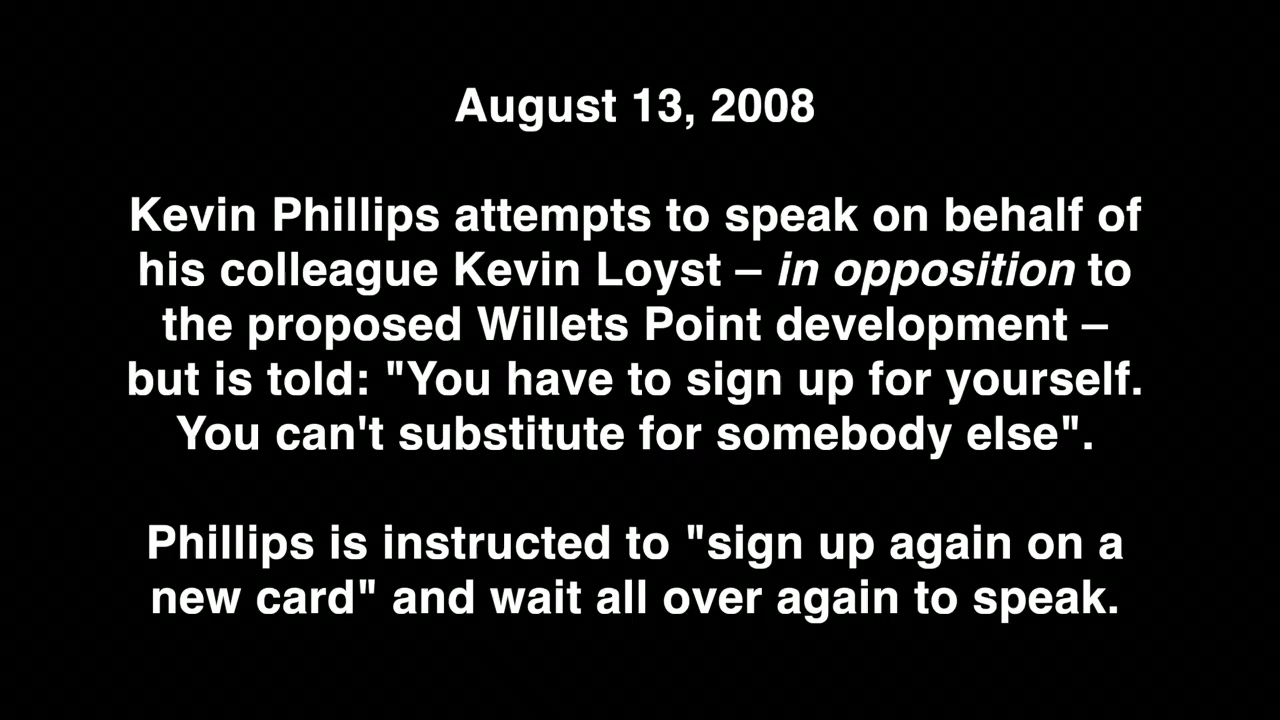 August 13, 2008
Kevin Phillips attempts to speak on behalf of
his colleague Kevin Loyst – in opposition to
the proposed Willets Point development –
but is told: "You have to sign up for yourself.
You can't substitute for somebody else".
Phillips is instructed to "sign up again on a
new card" and wait all over again to speak.